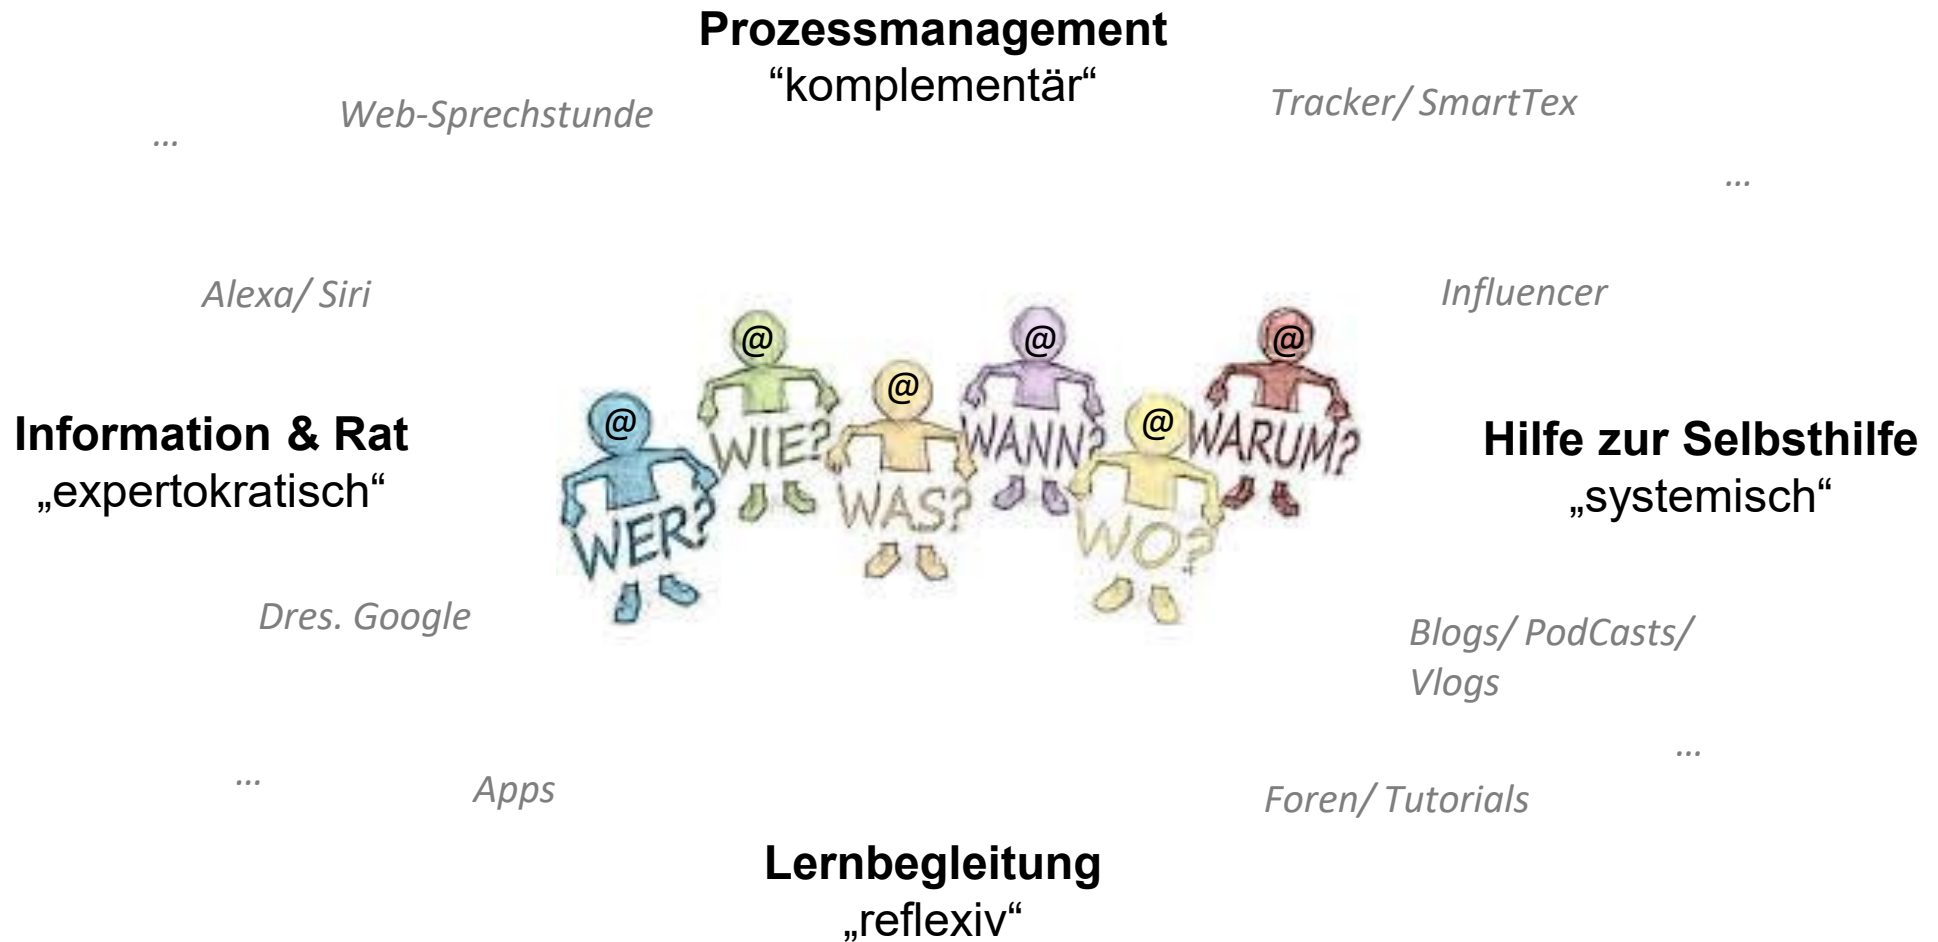 Prozessmanagement
“komplementär“
Web-Sprechstunde
Tracker/ SmartTex
...
...
Alexa/ Siri
Influencer
@
@
@
@
@
@
WIE?
WANN?
WARUM?
WER?
WAS?
WO?
Information & Rat
„expertokratisch“
Hilfe zur Selbsthilfe
„systemisch“
Dres. Google
Blogs/ PodCasts/
Vlogs
...
...
Apps
Foren/ Tutorials
Lernbegleitung
„reflexiv“